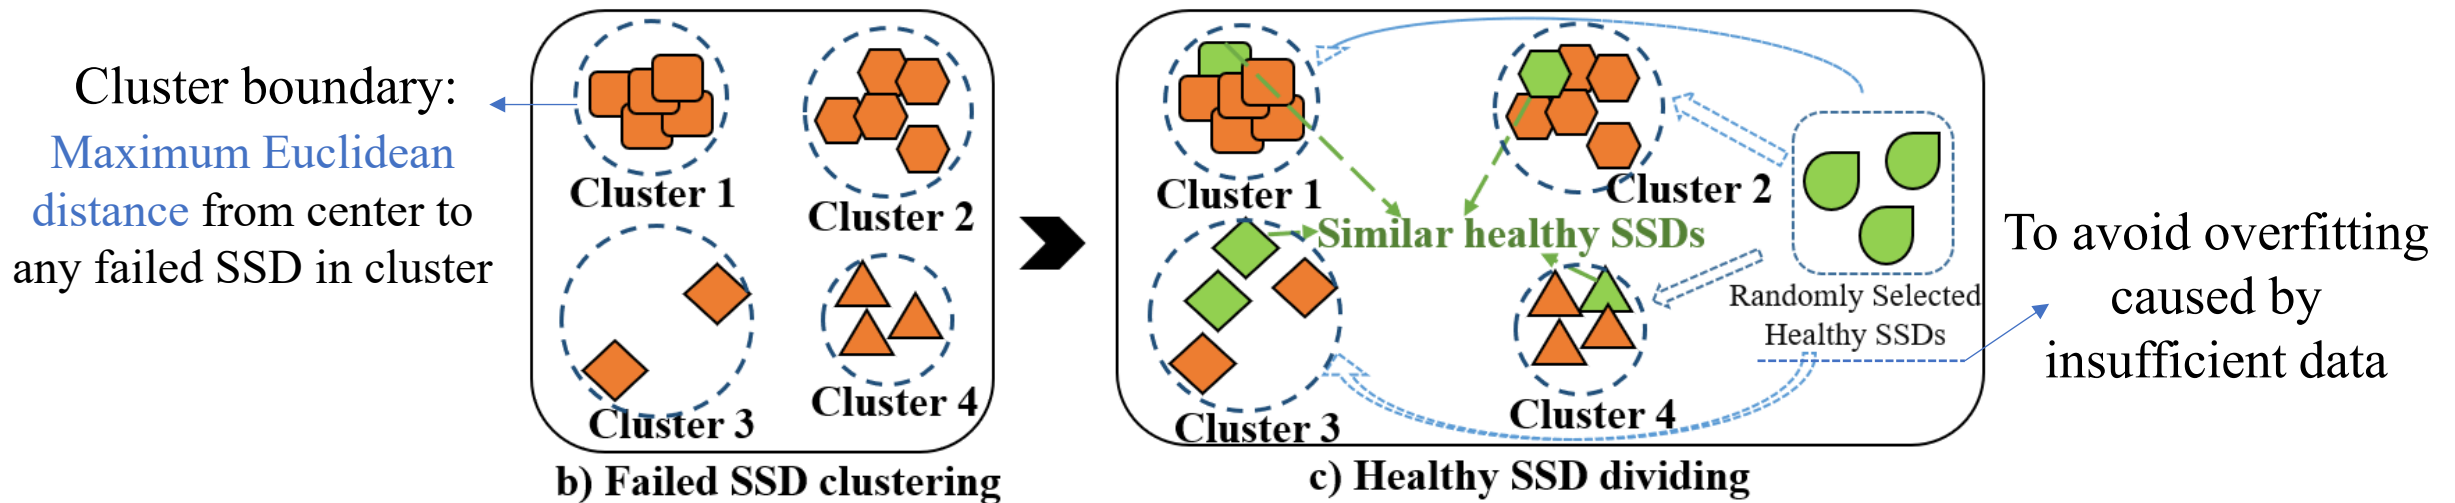 Cluster boundary:
Maximum Euclidean
distance from center to
any failed SSD in cluster
Cluster 1
Cluster 2
Cluster 3
Cluster 4
b) Failed SSD clustering
Cluster 1
Cluster 2
Similar healthy SSDs
Cluster 3
Cluster 4
Randomly Selected
Healthy SSDs
c) Healthy SSD dividing
To avoid overfitting
caused by
insufficient data